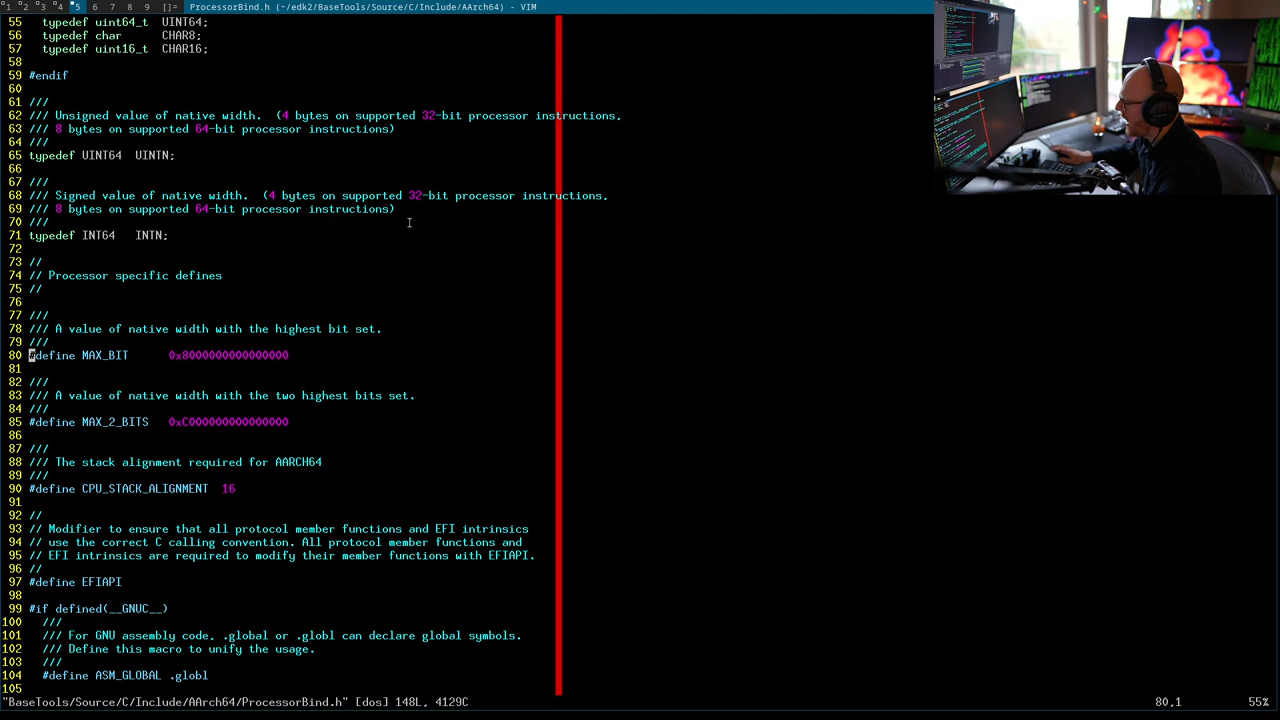 1 2 3 4 5 6 7 8 9 []= ProcessorBind.h (~/edk2/BaseTools/Source/C/Include/AArch64) - VIM
55   typedef uint64_t  UINT64;
56   typedef char      CHAR8;
57   typedef uint16_t  CHAR16;
58
59 #endif
60
61 ///
62 /// Unsigned value of native width.  (4 bytes on supported 32-bit processor instructions,
63 /// 8 bytes on supported 64-bit processor instructions)
64 ///
65 typedef UINT64  UINTN;
66
67 ///
68 /// Signed value of native width.  (4 bytes on supported 32-bit processor instructions,
69 /// 8 bytes on supported 64-bit processor instructions)
70 ///
71 typedef INT64   INTN;
72
73 //
74 // Processor specific defines
75 //
76
77 ///
78 /// A value of native width with the highest bit set.
79 ///
80 #define MAX_BIT      0x8000000000000000
81
82 ///
83 /// A value of native width with the two highest bits set.
84 ///
85 #define MAX_2_BITS   0xC000000000000000
86
87 ///
88 /// The stack alignment required for AARCH64
89 ///
90 #define CPU_STACK_ALIGNMENT  16
91
92 //
93 // Modifier to ensure that all protocol member functions and EFI intrinsics
94 // use the correct C calling convention. All protocol member functions and
95 // EFI intrinsics are required to modify their member functions with EFIAPI.
96 //
97 #define EFIAPI
98
99 #if defined(__GNUC__)
100   ///
101   /// For GNU assembly code, .global or .globl can declare global symbols.
102   /// Define this macro to unify the usage.
103   ///
104   #define ASM_GLOBAL .globl
105
"BaseTools/Source/C/Include/AArch64/ProcessorBind.h" [dos] 148L, 4129C 80,1 55%